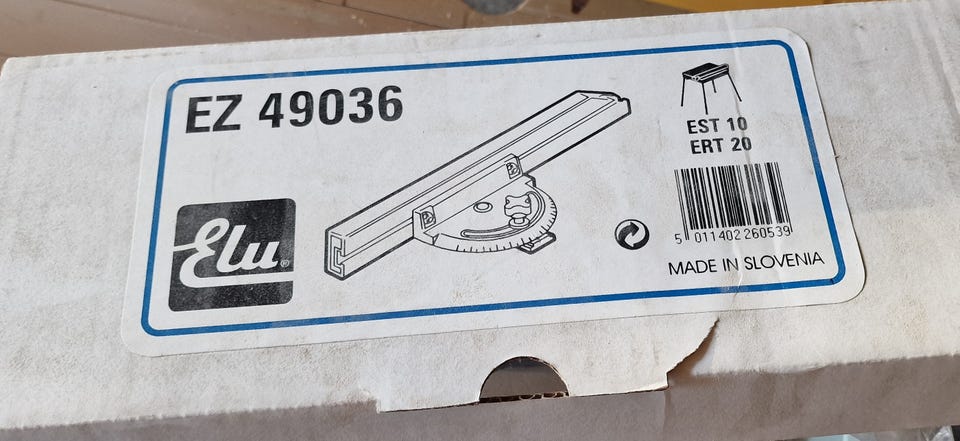 EZ 49036
EST 10
ERT 20
Elu®
5 011402 260539
MADE IN SLOVENIA